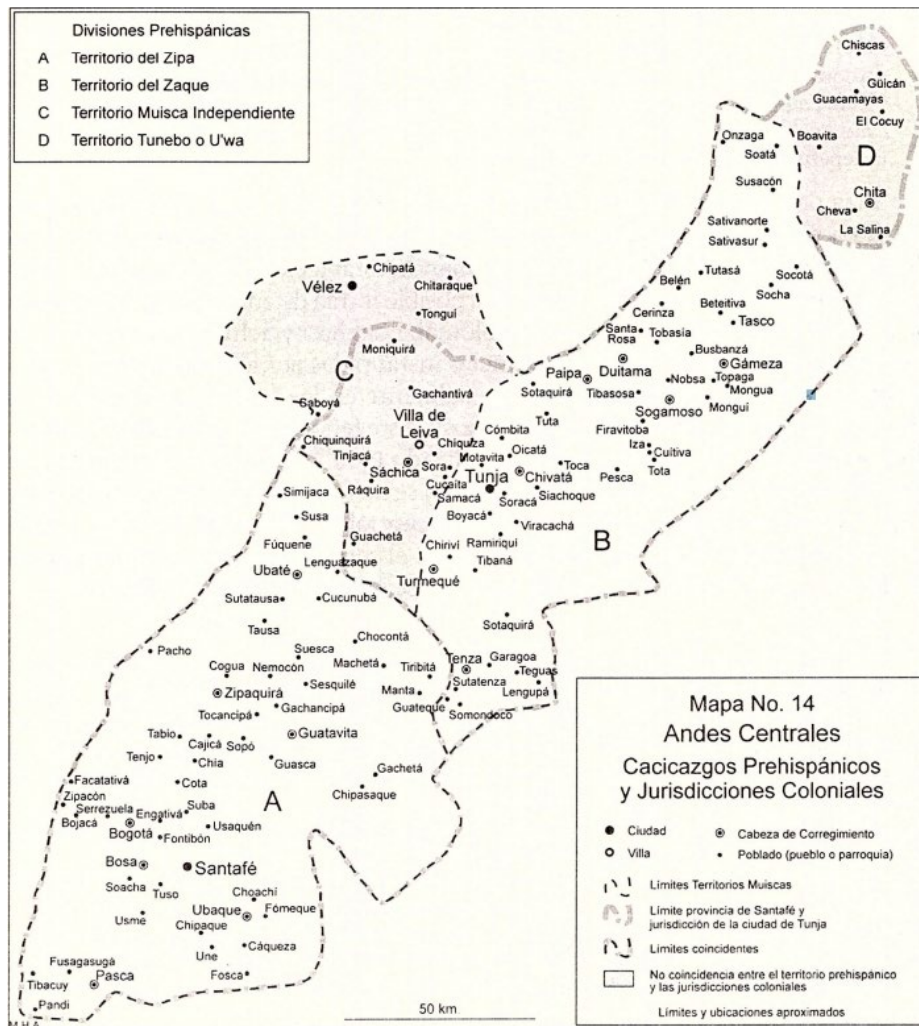 Divisiones Prehispánicas
A Territorio del Zipa
B Territorio del Zaque
C Territorio Muisca Independiente
D Territorio Tunebo o U'wa
Chiscas
Güicán
Guacamayas
El Cocuy
Onzaga
Boavita
Soatá
D
Susacón
Chita
Cheva
Sativanorte
La Salina
Sativasur
Chipatá
Vélez
Chitaraque
Tutasá
Socotá
Belén
Socha
Tonguí
Cerinza
Beteitiva
Tasco
Santa
Rosa
Tobasía
Moniquirá
Busbanzá
C
Duitama
Gámeza
Paipa
Nobsa
Topaga
Gachantivá
Sotaquirá
Tibasosa
Mongua
Sogamoso
Monguí
Saboyá
Villa de
Leiva
Tuta
Firavitoba
Chiquinquirá
Chiquiza
Cómbita
Iza
Cuítiva
Tinjacá
Motavita
Oicatá
Sora
Toca
Tota
Sáchica
Tunja
Chivatá
Pesca
Ráquira
Cucaita
Samacá
Soracá
Siachoque
Simijaca
Boyacá
Susa
Viracachá
B
Fúquene
Guachetá
Ramiriquí
Chiriví
Lenguazaque
Tibaná
Ubaté
Turmequé
Sutatausa
Cucunubá
Sotaquirá
Tausa
Chocontá
Pacho
Suesca
Tenza
Garagoa
Cogua
Nemocón
Machetá
Tiribitá
Teguas
Sesquilé
Sutatenza
Zipaquirá
Manta
Lengupá
Gachancipá
Guateque
Somondoco
Tocancipá
Tabio
Guatavita
Cajicá
Sopó
Tenjo
Chía
Guasca
Facatativá
Cota
Gachetá
Chipasaque
Zipacón
Serrezuela
Suba
A
Bojacá
Engativá
Bogotá
Usaquén
Fontibón
Bosa
Santafé
Soacha
Tuso
Choachí
Usme
Ubaque
Fómeque
Chipaque
Cáqueza
Une
Fusagasugá
Fosca
Tibacuy
Pasca
Pandi
M.H.A.
50 km.
Mapa No. 14
Andes Centrales
Cacicazgos Prehispánicos
y Jurisdicciones Coloniales
Ciudad
Cabeza de Corregimiento
Villa
Poblado (pueblo o parroquia)
Límites Territorios Muiscas
Límite provincia de Santafé y
jurisdicción de la ciudad de Tunja
Limites coincidentes
No coincidencia entre el territorio prehispánico
y las jurisdicciones coloniales
Límites y ubicaciones aproximados